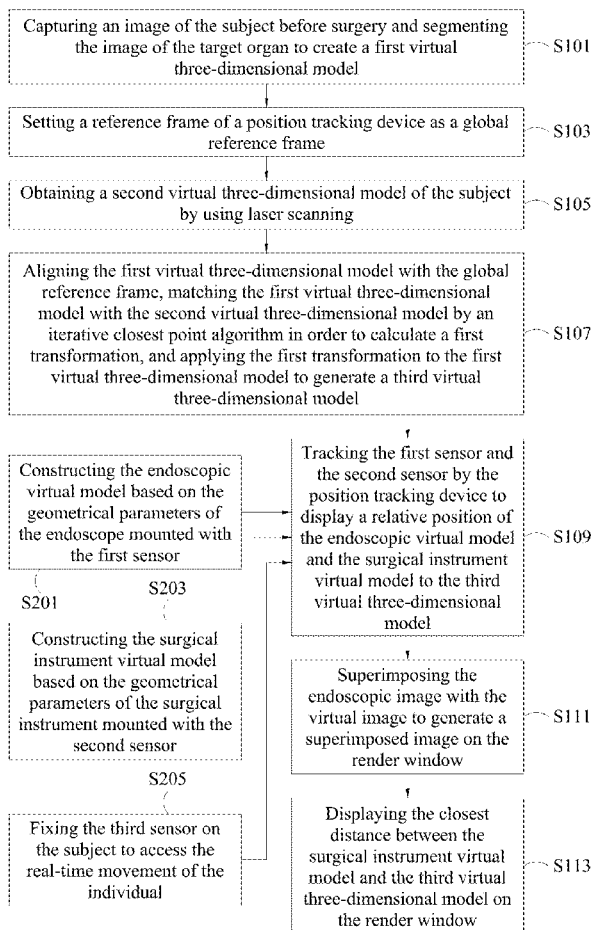 Capturing an image of the subject before surgery and segmenting
the image of the target organ to create a first virtual
three-dimensional model
S101
Setting a reference frame of a position tracking device as a global
reference frame
S103
Obtaining a second virtual three-dimensional model of the subject
by using laser scanning
S105
Aligning the first virtual three-dimensional model with the global
reference frame, matching the first virtual three-dimensional
model with the second virtual three-dimensional model by an
iterative closest point algorithm in order to calculate a first
transformation, and applying the first transformation to the first
virtual three-dimensional model to generate a third virtual
three-dimensional model
S107
Constructing the endoscopic
virtual model based on the
geometrical parameters of
the endoscope mounted with
the first sensor
S201
Tracking the first sensor and
the second sensor by the
position tracking device to
display a relative position of
the endoscopic virtual model
and the surgical instrument
virtual model to the third
virtual three-dimensional
model
S109
S203
Constructing the surgical
instrument virtual model
based on the geometrical
parameters of the surgical
instrument mounted with the
second sensor
Superimposing the
endoscopic image with the
virtual image to generate a
superimposed image on the
render window
S111
S205
Fixing the third sensor on
the subject to access the
real-time movement of the
individual
Displaying the closest
distance between the
surgical instrument virtual
model and the third virtual
three-dimensional model on
the render window
S113